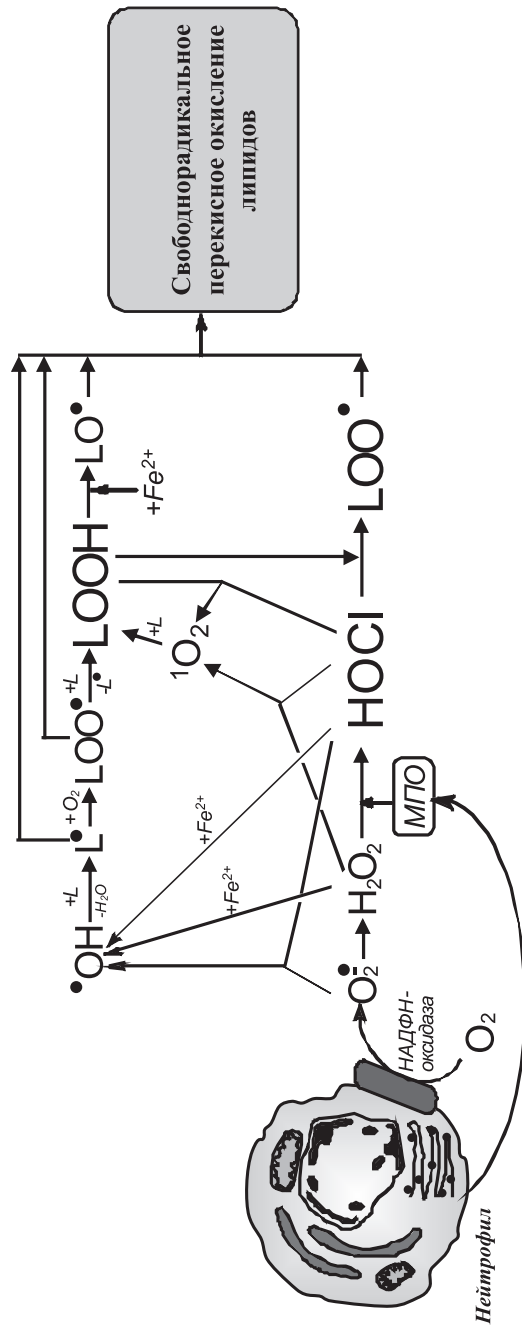 •OH
+L
-H₂O
L•
+O₂
LOO•
+L
-L•
LOOH
+Fe²⁺
LO•
Свободнорадикальное
перекисное окисление
липидов
+Fe²⁺
+Fe²⁺
¹O₂
+L
O₂•̅
H₂O₂
HOCl
LOO•
МПО
НАДФН-
оксидаза
O₂
Нейтрофил